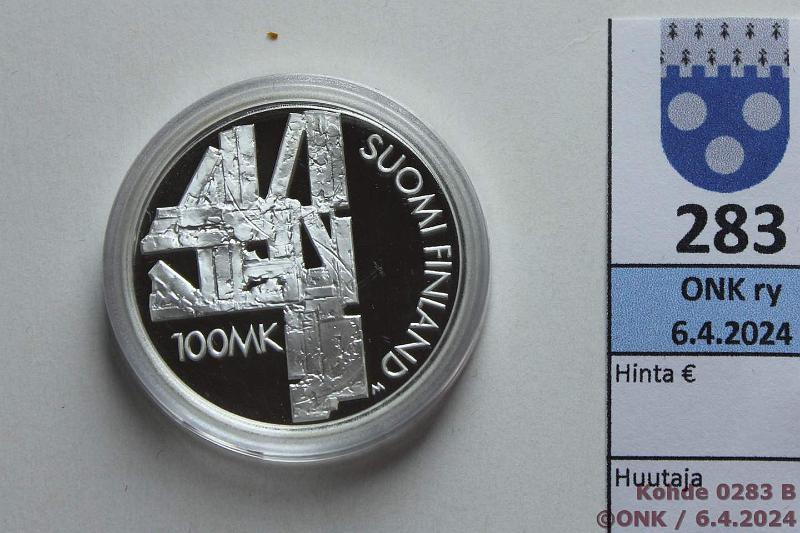 SUOMI FINLAND
100MK
M
283
ONK ry
6.4.2024
Hinta €
Huutaja
Kohde 0283 B
©ONK / 6.4.2024